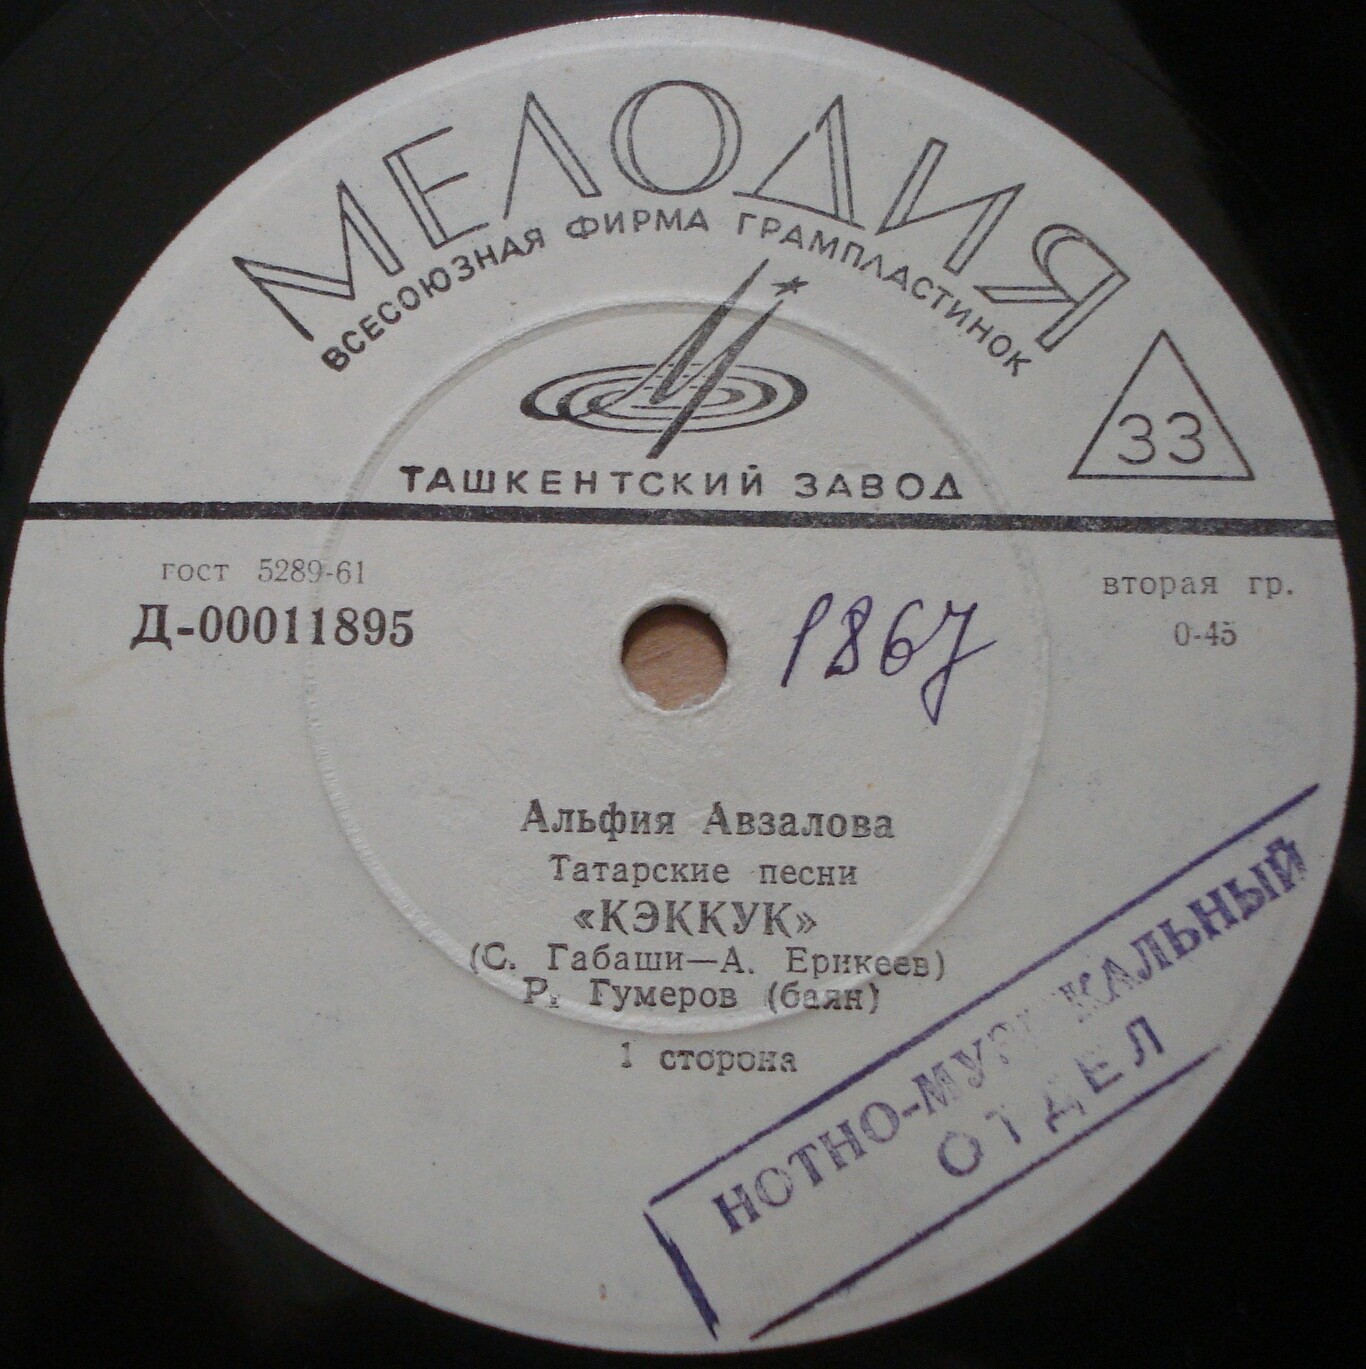 МЕЛОДИЯ
ВСЕСОЮЗНАЯ ФИРМА ГРАМПЛАСТИНОК
33
ТАШКЕНТСКИЙ ЗАВОД
гост 5289-61
Д-00011895
вторая гр.
0-45
1867
Альфия Авзалова
Татарские песни
«КЭККУК»
(С. Габаши—А. Ерикеев)
Р. Гумеров (баян)
1 сторона
НОТНО-МУЗЫКАЛЬНЫЙ
ОТДЕЛ